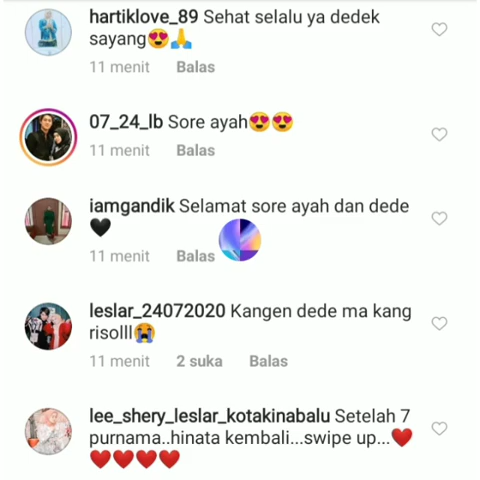 hartiklove_89 Sehat selalu ya dedek
sayang😍🙏
11 menit Balas
07_24_lb Sore ayah😍😍
11 menit Balas
iamgandik Selamat sore ayah dan dede
🖤
11 menit Balas
leslar_24072020 Kangen dede ma kang
risolll😭
11 menit 2 suka Balas
lee_shery_leslar_kotakinabalu Setelah 7
purnama..hinata kembali...swipe up...❤️
❤️❤️❤️❤️